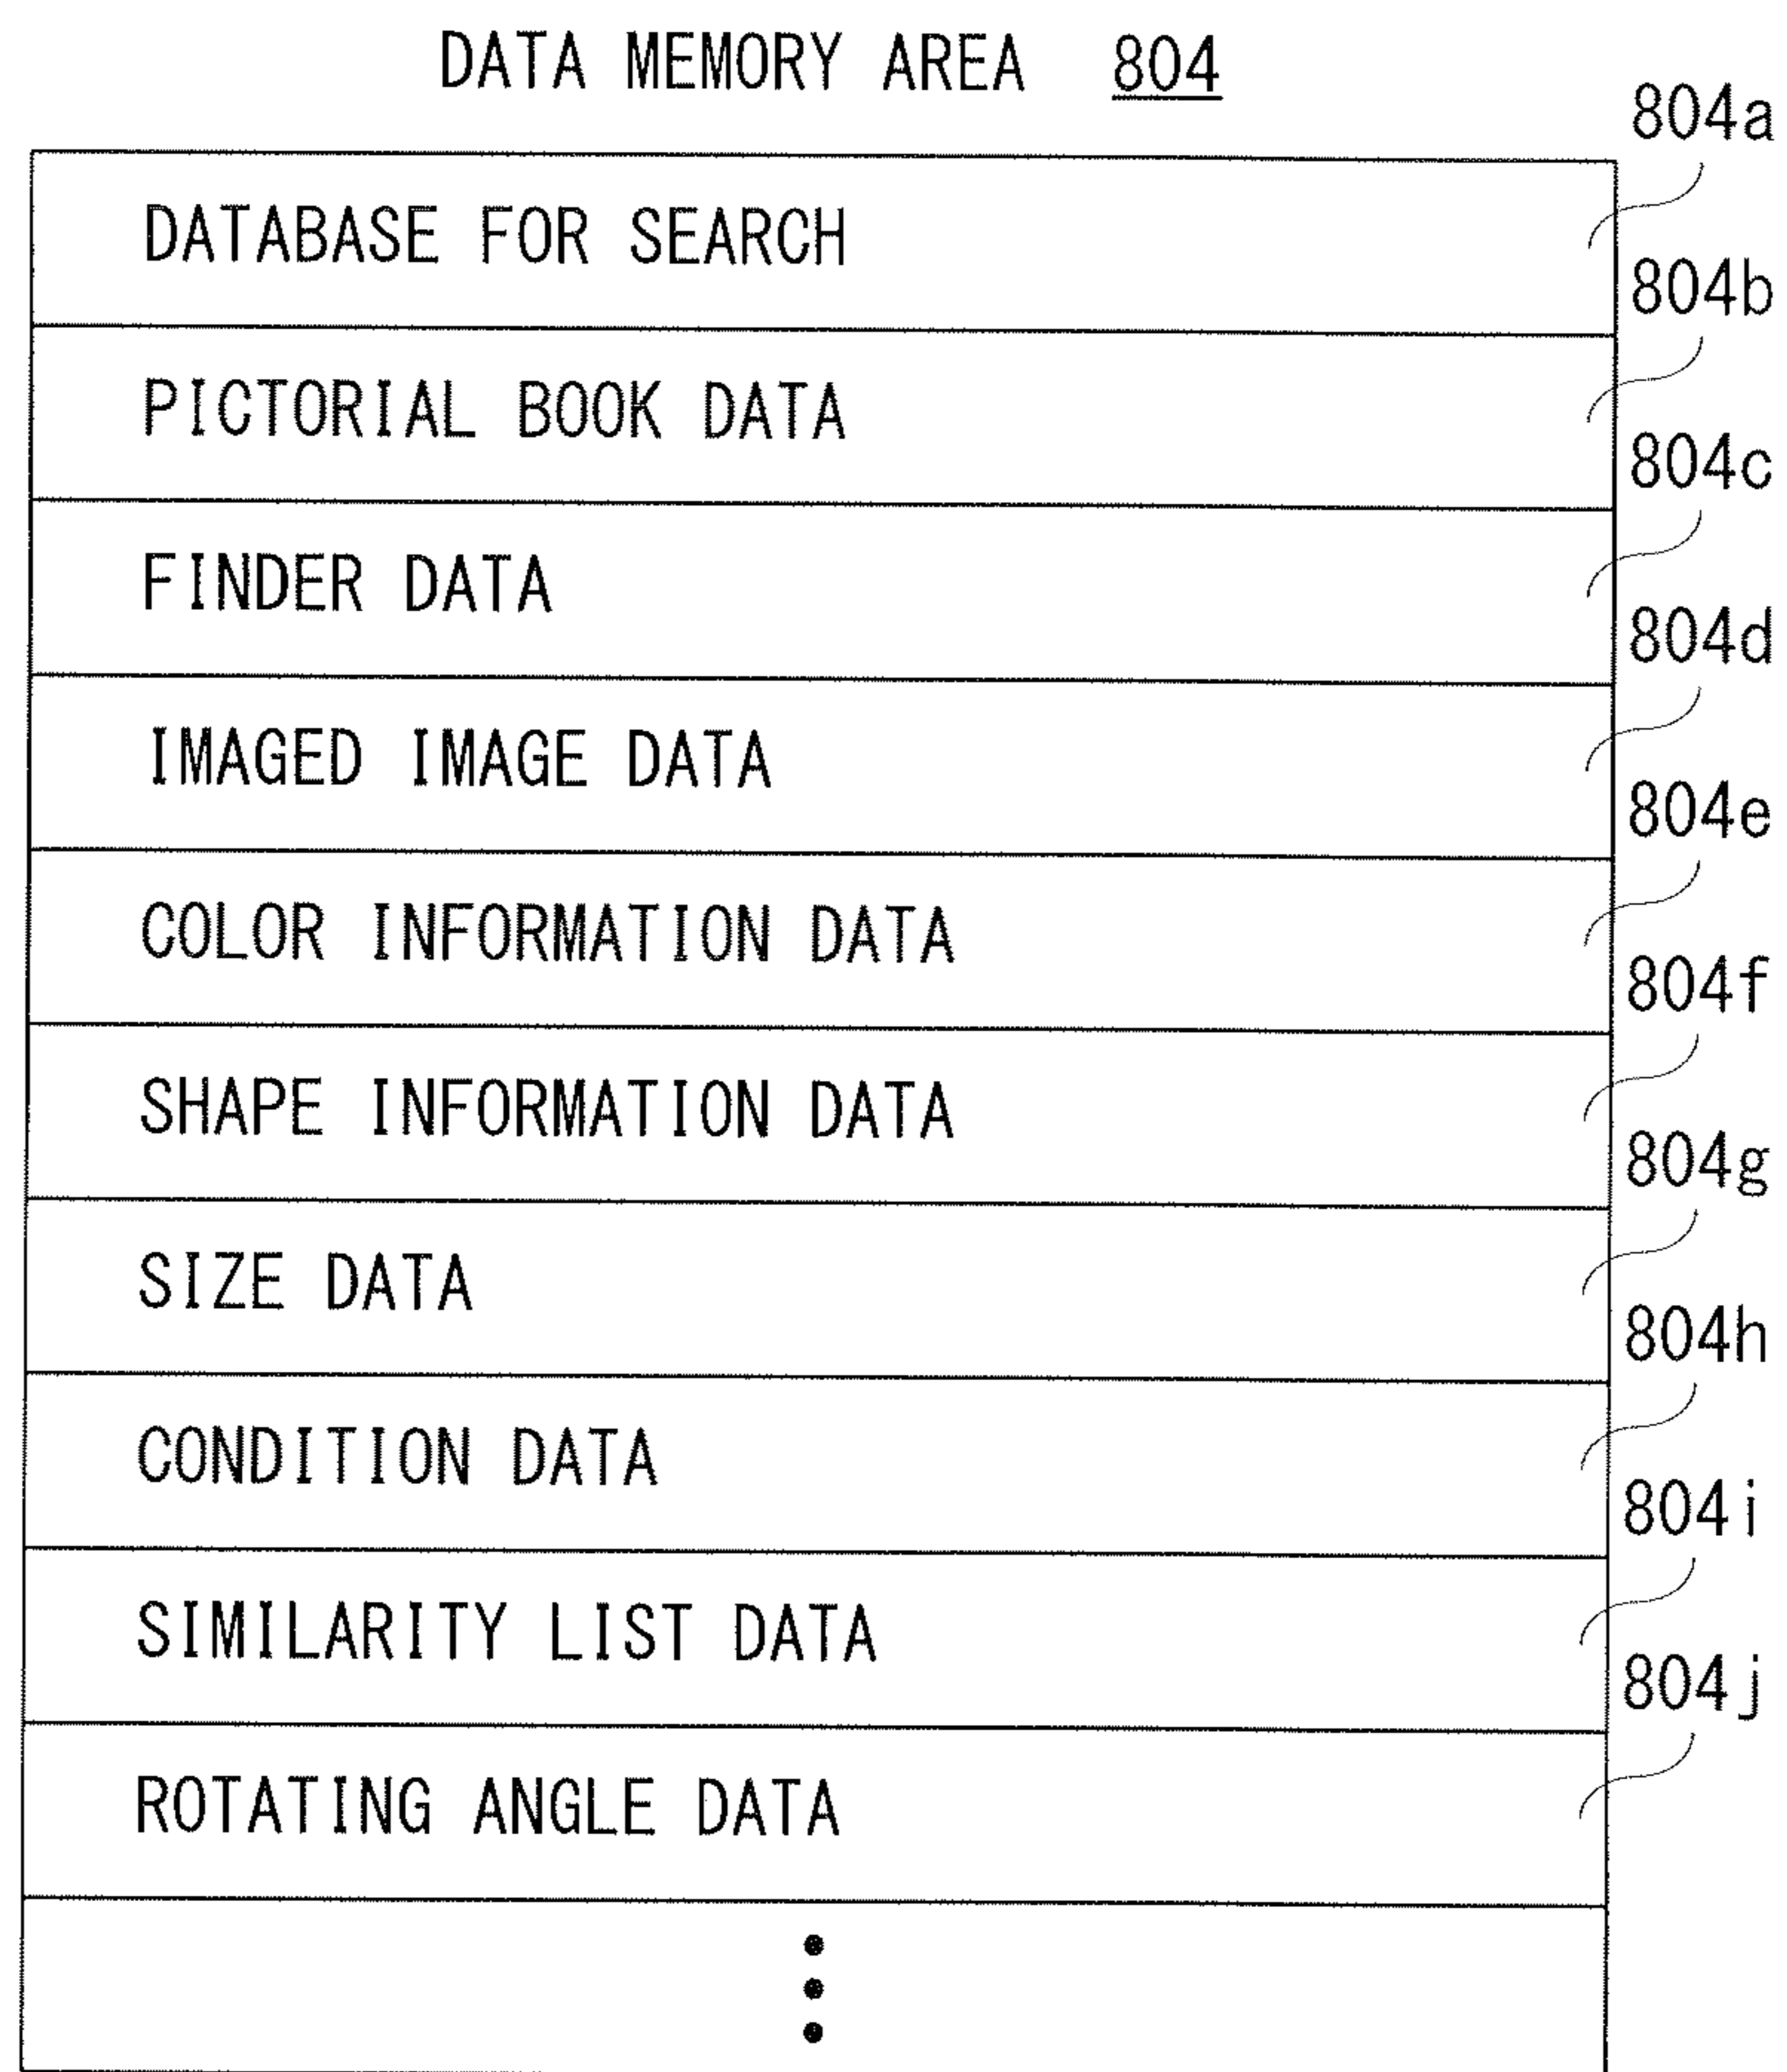 DATA MEMORY AREA 804
804a
DATABASE FOR SEARCH
804b
PICTORIAL BOOK DATA
804c
FINDER DATA
804d
IMAGED IMAGE DATA
804e
COLOR INFORMATION DATA
804f
SHAPE INFORMATION DATA
804g
SIZE DATA
804h
CONDITION DATA
804i
SIMILARITY LIST DATA
804j
ROTATING ANGLE DATA